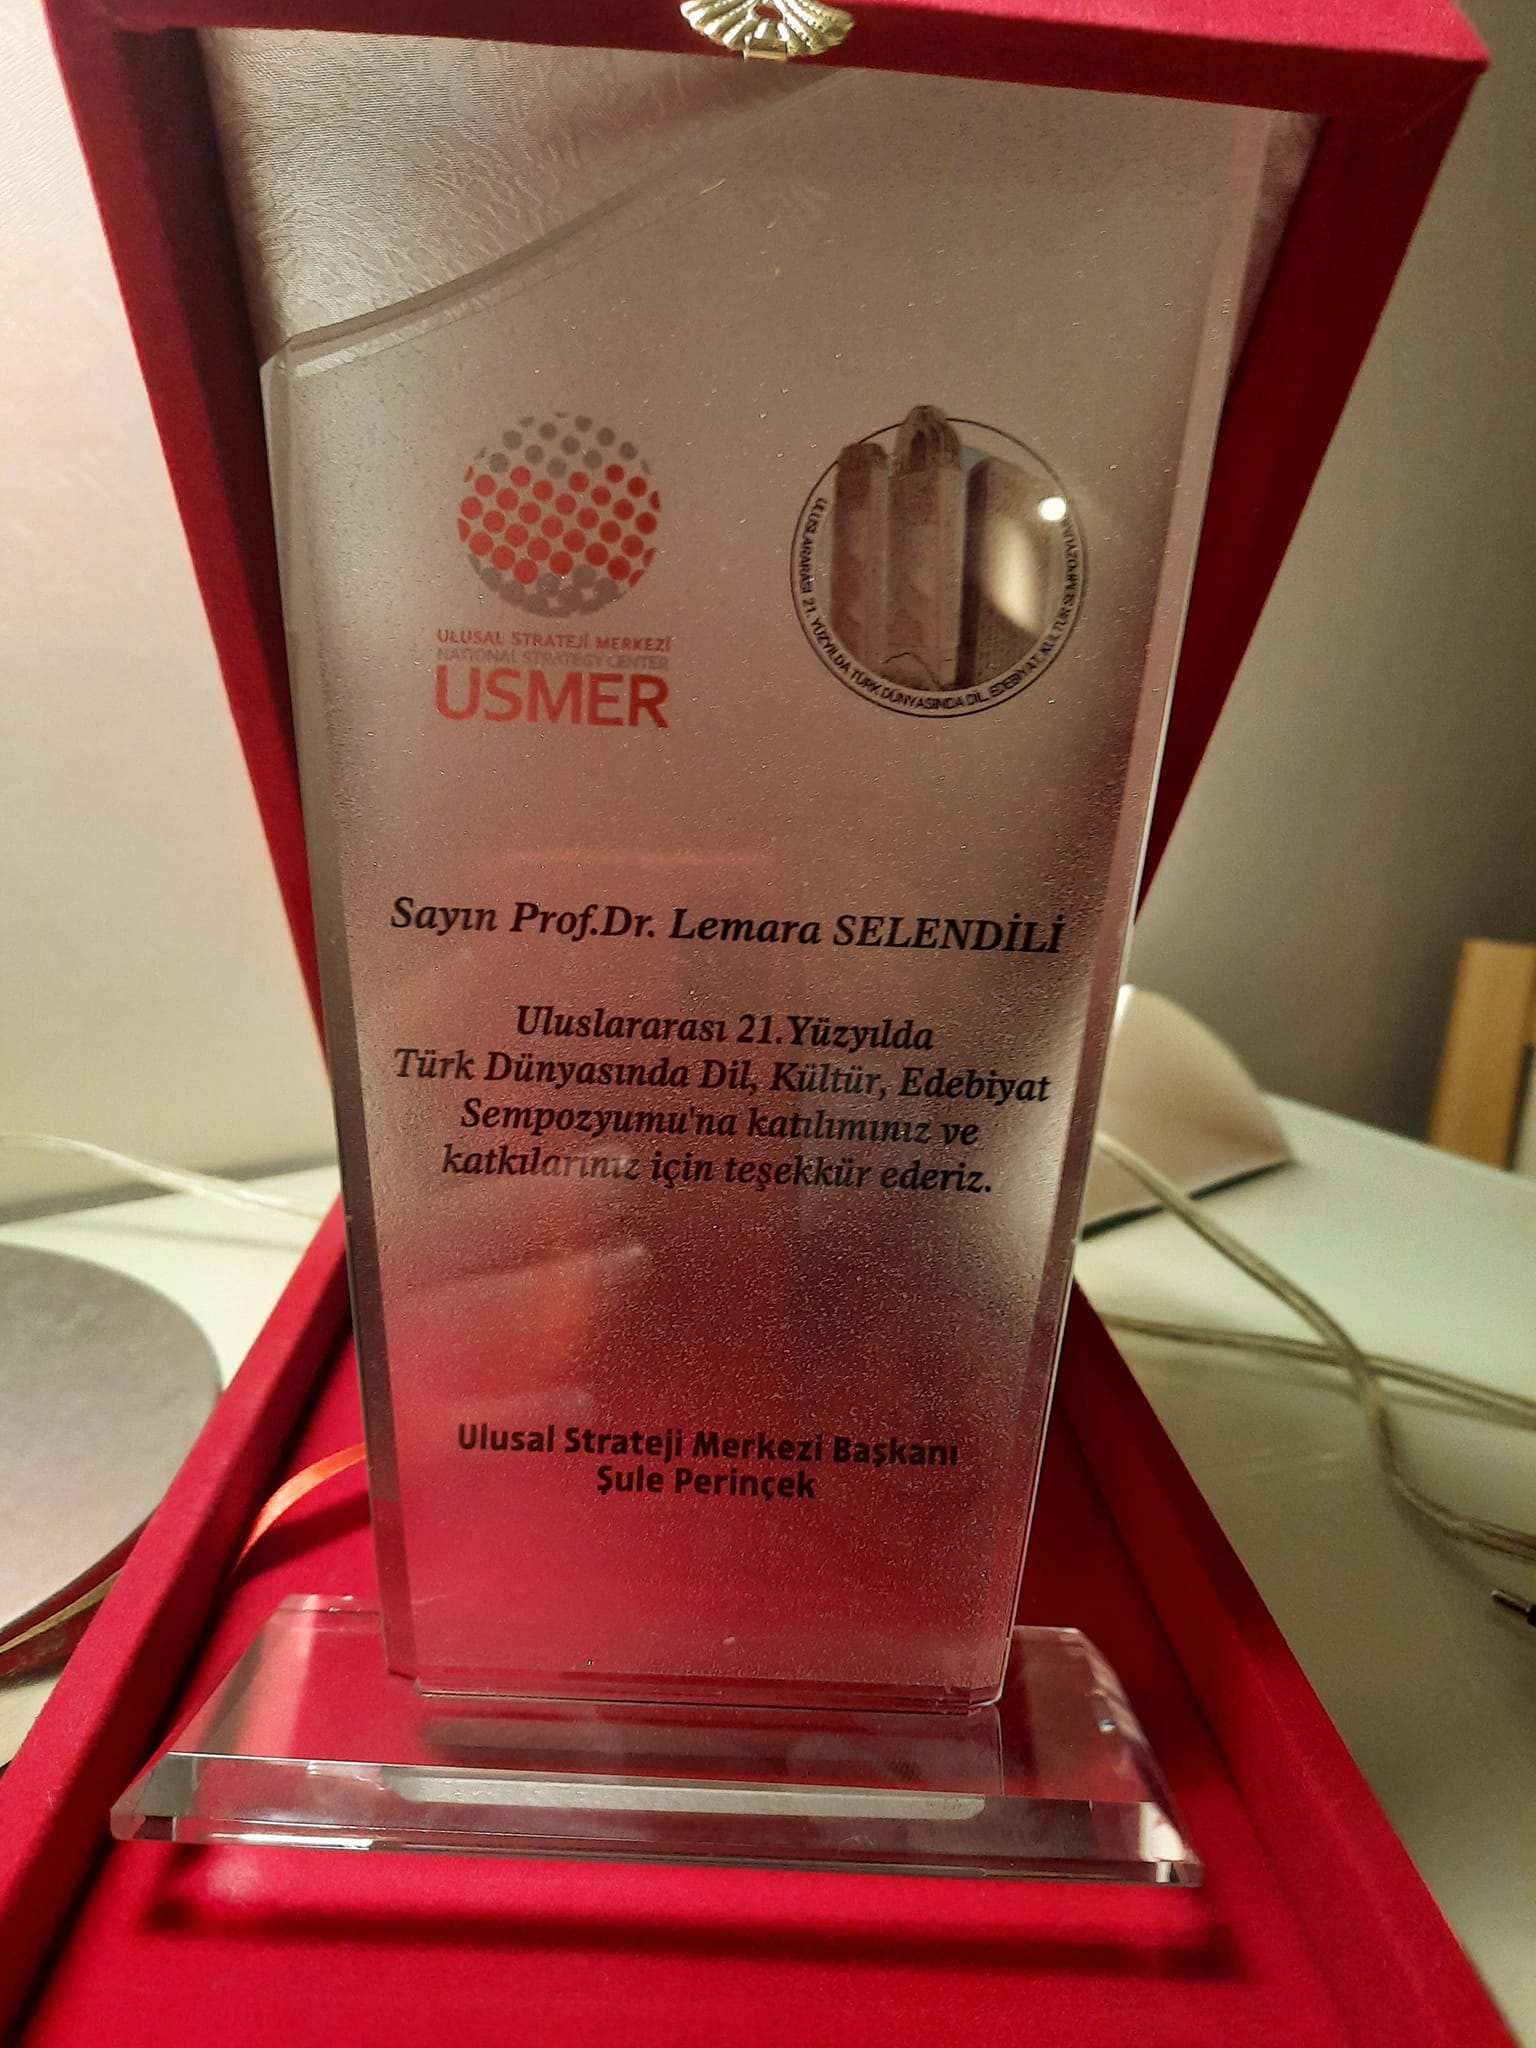 ULUSAL STRATEJİ MERKEZİ
NATIONAL STRATEGY CENTER
USMER
ULUSLARARASI 21. YÜZYILDA TÜRK DÜNYASINDA DİL, EDEBİYAT, KÜLTÜR SEMPOZYUMU
Sayın Prof.Dr. Lemara SELENDİLİ
Uluslararası 21.Yüzyılda
Türk Dünyasında Dil, Kültür, Edebiyat
Sempozyumu'na katılımınız ve
katkılarınız için teşekkür ederiz.
Ulusal Strateji Merkezi Başkanı
Şule Perinçek